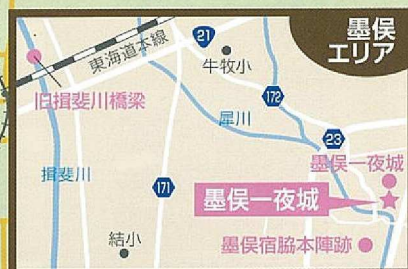 墨俣
エリア
21
東海道本線
牛牧小
旧揖斐川橋梁
172
犀川
23
墨俣一夜城
揖斐川
171
墨俣一夜城
結小
墨俣宿脇本陣跡